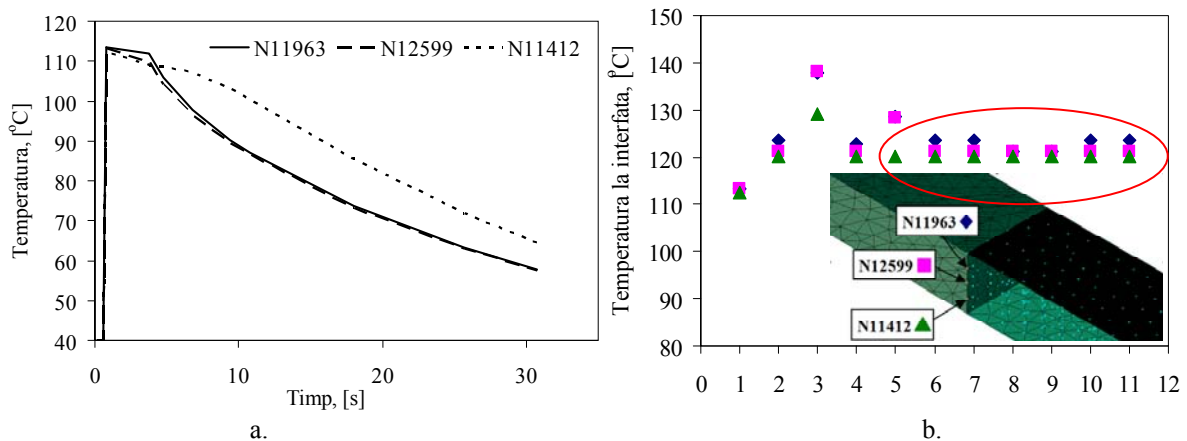 Temperatura, [°C]
120
110
100
90
80
70
60
50
40
N11963 N12599 N11412
0 10 20 30
Timp, [s]
a.
Temperatura la interfata, [°C]
150
140
130
120
110
100
90
80
N11963
N12599
N11412
0 1 2 3 4 5 6 7 8 9 10 11 12
b.